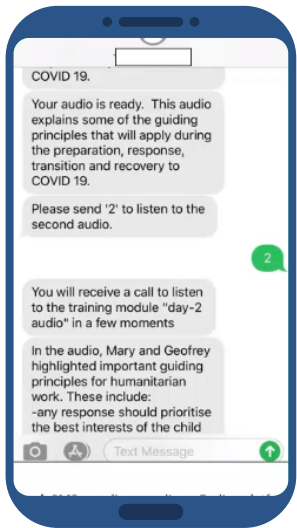 COVID 19.
Your audio is ready. This audio
explains some of the guiding
principles that will apply during
the preparation, response,
transition and recovery to
COVID 19.
Please send '2' to listen to the
second audio.
2
You will receive a call to listen
to the training module "day-2
audio" in a few moments
In the audio, Mary and Geofrey
highlighted important guiding
principles for humanitarian
work. These include:
-any response should prioritise
the best interests of the child
Text Message